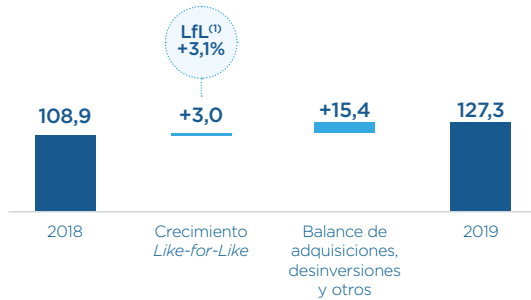 LfL(1)
+3,1%
108,9
+3,0
+15,4
127,3
2018
Crecimiento
Like-for-Like
Balance de
adquisiciones,
desinversiones
y otros
2019